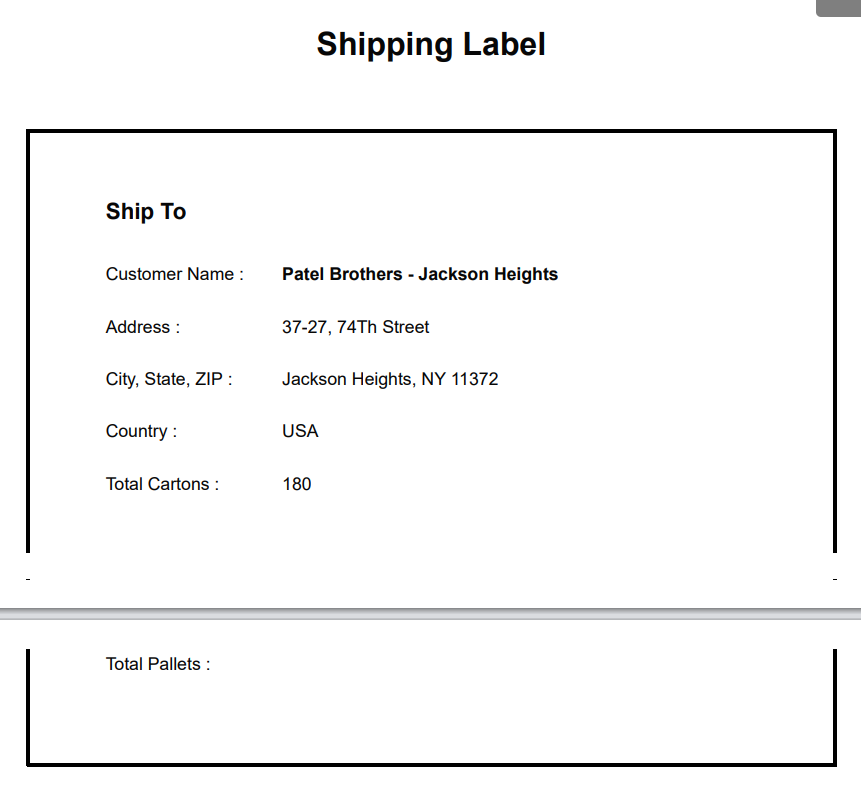 Shipping Label
Ship To
Customer Name : Patel Brothers - Jackson Heights
Address : 37-27, 74Th Street
City, State, ZIP : Jackson Heights, NY 11372
Country : USA
Total Cartons : 180
Total Pallets :